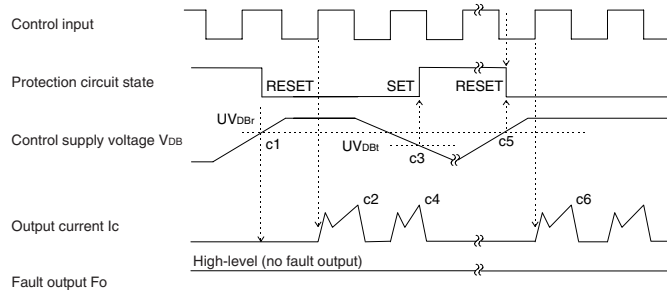 Control input
Protection circuit state
RESET
SET
RESET
UVDBr
Control supply voltage VDB
c1
UVDBt
c3
c5
c2
c4
c6
Output current Ic
High-level (no fault output)
Fault output Fo